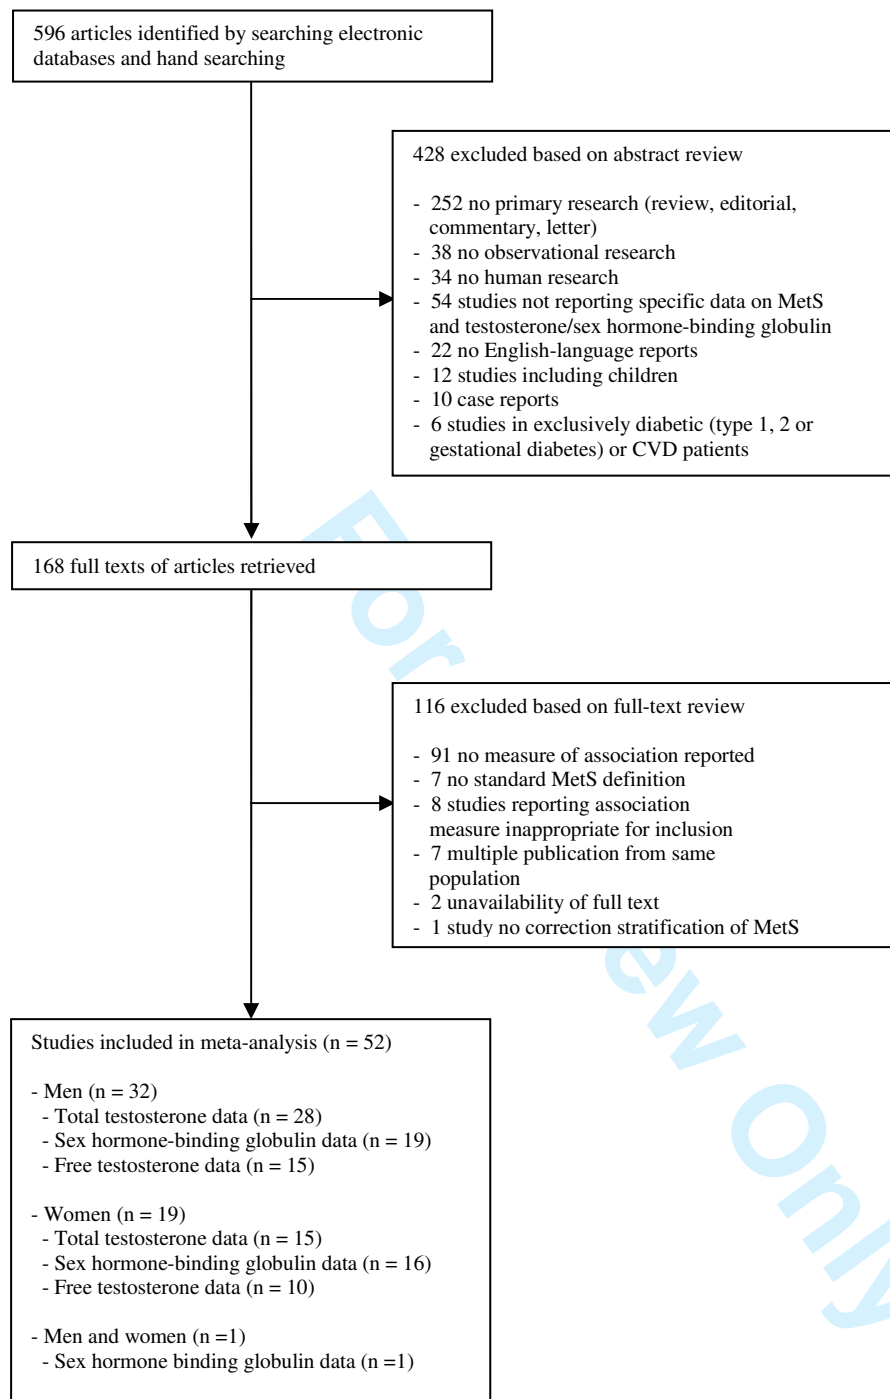 596 articles identified by searching electronic
databases and hand searching
428 excluded based on abstract review
- 252 no primary research (review, editorial,
commentary, letter)
- 38 no observational research
- 34 no human research
- 54 studies not reporting specific data on MetS
and testosterone/sex hormone-binding globulin
- 22 no English-language reports
- 12 studies including children
- 10 case reports
- 6 studies in exclusively diabetic (type 1, 2 or
gestational diabetes) or CVD patients
168 full texts of articles retrieved
116 excluded based on full-text review
- 91 no measure of association reported
- 7 no standard MetS definition
- 8 studies reporting association
measure inappropriate for inclusion
- 7 multiple publication from same
population
- 2 unavailability of full text
- 1 study no correction stratification of MetS
Studies included in meta-analysis (n = 52)
- Men (n = 32)
- Total testosterone data (n = 28)
- Sex hormone-binding globulin data (n = 19)
- Free testosterone data (n = 15)
- Women (n = 19)
- Total testosterone data (n = 15)
- Sex hormone-binding globulin data (n = 16)
- Free testosterone data (n = 10)
- Men and women (n =1)
- Sex hormone binding globulin data (n =1)
For
Only